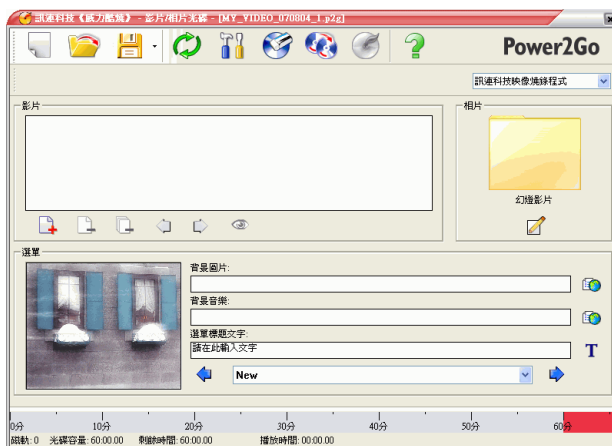 訊連科技《威力酷燒》 - 影片/相片光碟 - [MY_VIDEO_070804_1.p2g]
Power2Go
訊連科技映像燒錄程式
影片
相片
幻燈影片
選單
背景圖片:
背景音樂:
選單標題文字:
請在此輸入文字
T
New
0分 10分 20分 30分 40分 50分 60分
磁軌: 0 光碟容量: 60:00.00 剩餘時間: 60:00.00 播放時間: 00:00.00